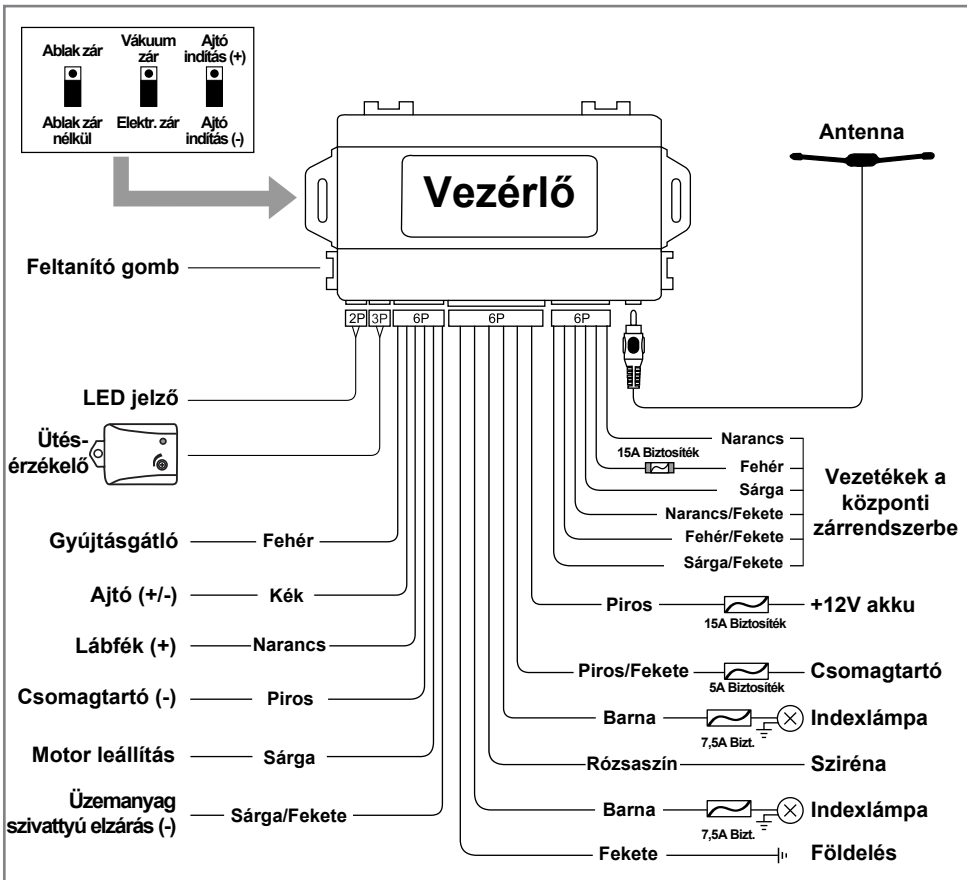 Ablak zár
Vákuum
zár
Ajtó
indítás (+)
Ablak zár
nélkül
Elektr. zár
Ajtó
indítás (-)
Vezérlő
Antenna
Feltanító gomb
2P
3P
6P
6P
6P
LED jelző
Ütés-
érzékelő
Gyújtásgátló
Fehér
Ajtó (+/-)
Kék
Lábfék (+)
Narancs
Csomagtartó (-)
Piros
Motor leállítás
Sárga
Üzemanyag
szivattyú elzárás (-)
Sárga/Fekete
Narancs
15A Biztosíték
Fehér
Sárga
Narancs/Fekete
Fehér/Fekete
Sárga/Fekete
Vezetékek a
központi
zárrendszerbe
Piros
15A Biztosíték
+12V akku
Piros/Fekete
5A Biztosíték
Csomagtartó
Barna
7,5A Bizt.
Indexlámpa
Rózsaszín
Sziréna
Barna
7,5A Bizt.
Indexlámpa
Fekete
Földelés